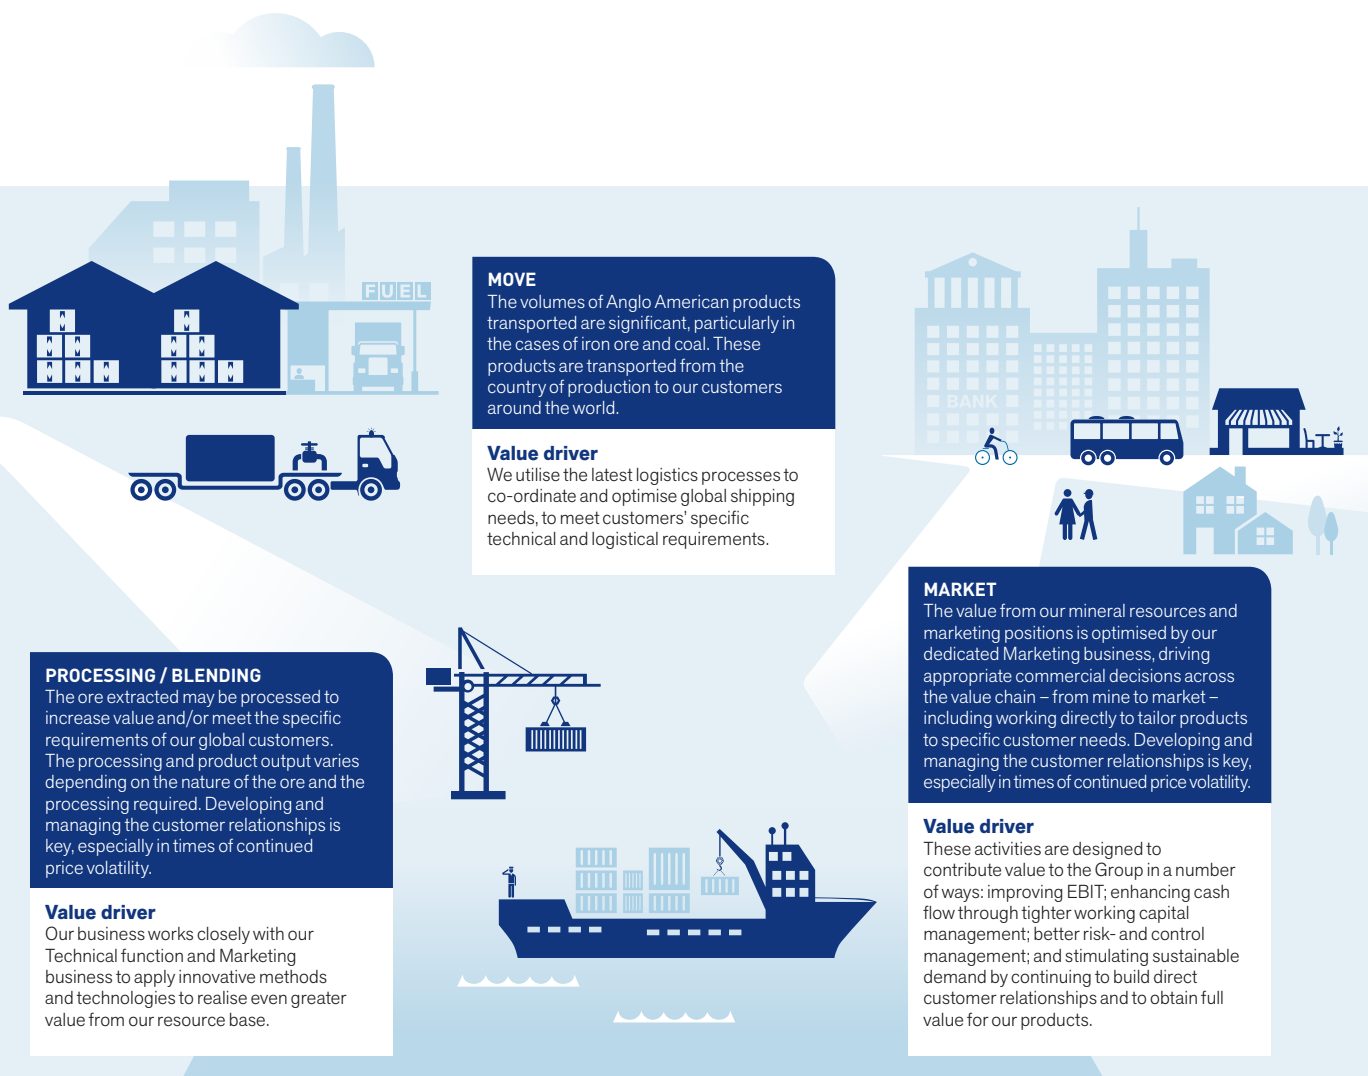 FUEL
BANK
MOVE
The volumes of Anglo American products
transported are significant, particularly in
the cases of iron ore and coal. These
products are transported from the
country of production to our customers
around the world.
Value driver
We utilise the latest logistics processes to
co-ordinate and optimise global shipping
needs, to meet customers’ specific
technical and logistical requirements.
PROCESSING / BLENDING
The ore extracted may be processed to
increase value and/or meet the specific
requirements of our global customers.
The processing and product output varies
depending on the nature of the ore and the
processing required. Developing and
managing the customer relationships is
key, especially in times of continued
price volatility.
Value driver
Our business works closely with our
Technical function and Marketing
business to apply innovative methods
and technologies to realise even greater
value from our resource base.
MARKET
The value from our mineral resources and
marketing positions is optimised by our
dedicated Marketing business, driving
appropriate commercial decisions across
the value chain – from mine to market –
including working directly to tailor products
to specific customer needs. Developing and
managing the customer relationships is key,
especially in times of continued price volatility.
Value driver
These activities are designed to
contribute value to the Group in a number
of ways: improving EBIT; enhancing cash
flow through tighter working capital
management; better risk- and control
management; and stimulating sustainable
demand by continuing to build direct
customer relationships and to obtain full
value for our products.